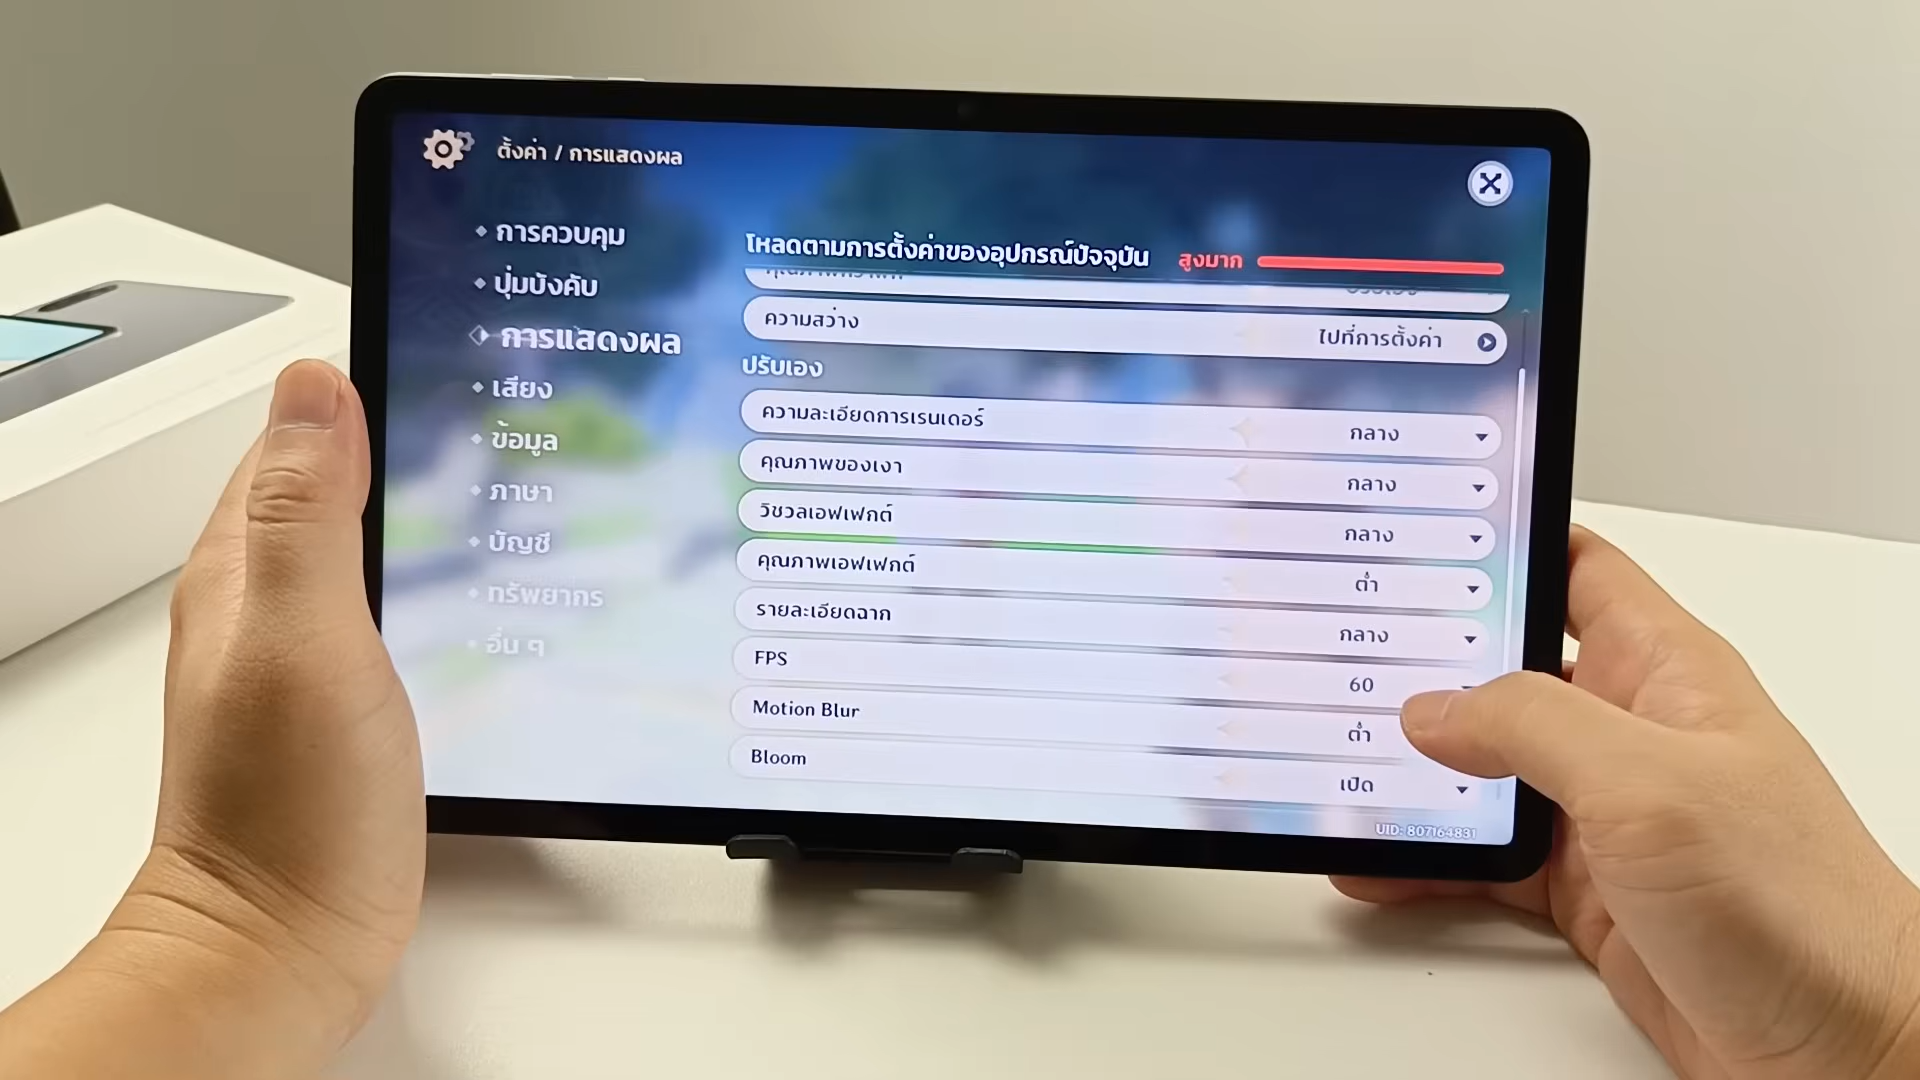 ตั้งค่า / การแสดงผล
การควบคุม
ปุ่มบังคับ
การแสดงผล
เสียง
ข้อมูล
ภาษา
บัญชี
ทรัพยากร
อื่น ๆ
โหลดตามการตั้งค่าของอุปกรณ์ปัจจุบัน สูงมาก
ความสว่าง ไปที่การตั้งค่า
ปรับเอง
ความละเอียดการเรนเดอร์ กลาง
คุณภาพของเงา กลาง
วิชวลเอฟเฟกต์ กลาง
คุณภาพเอฟเฟกต์ ต่ำ
รายละเอียดฉาก กลาง
FPS 60
Motion Blur ต่ำ
Bloom เปิด
UID: 807164831